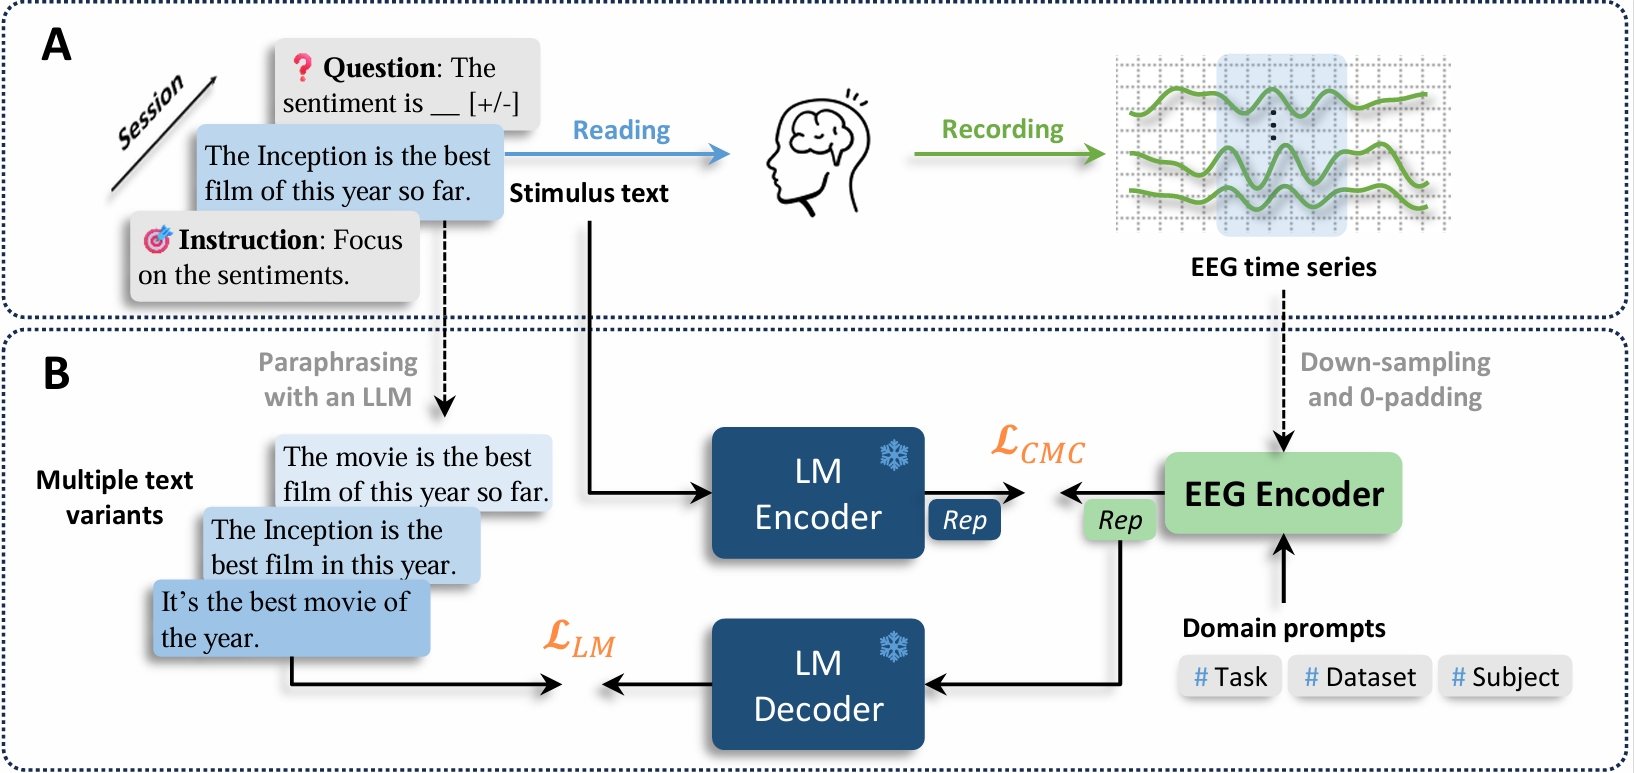 A
Session
❓ Question: The
sentiment is __ [+/-]
The Inception is the best
film of this year so far.
🎯 Instruction: Focus
on the sentiments.
Reading
Stimulus text
Recording
EEG time series
B
Paraphrasing
with an LLM
Down-sampling
and 0-padding
Multiple text
variants
The movie is the best
film of this year so far.
The Inception is the
best film in this year.
It's the best movie of
the year.
LM
Encoder
Rep
ℒCMC
Rep
EEG Encoder
ℒLM
LM
Decoder
Domain prompts
# Task
# Dataset
# Subject